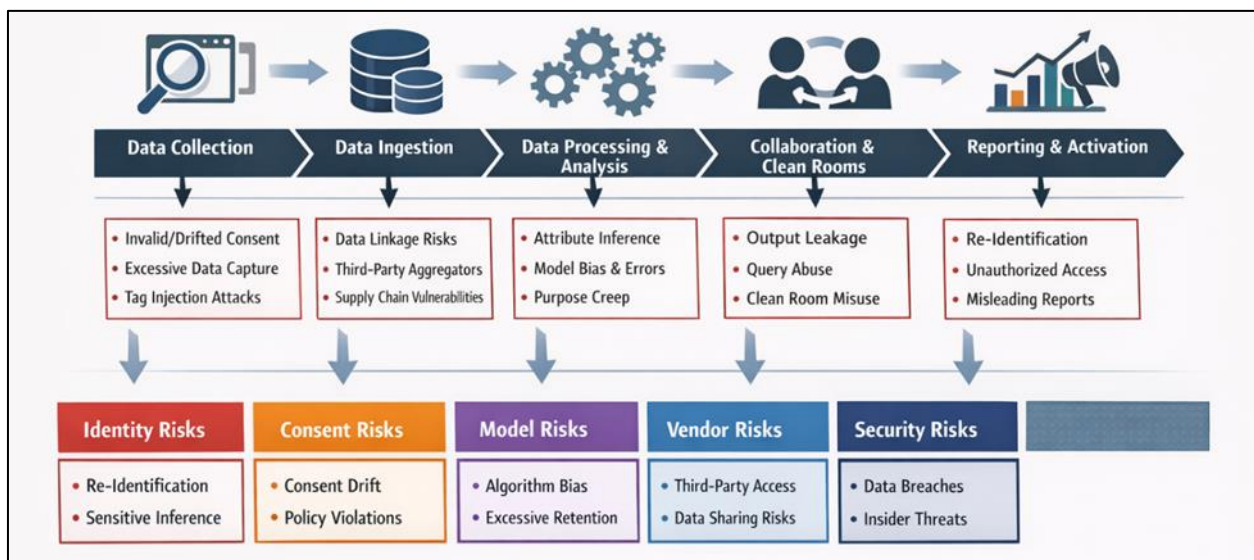 Data Collection
Data Ingestion
Data Processing &
Analysis
Collaboration &
Clean Rooms
Reporting & Activation
• Invalid/Drifted Consent
• Excessive Data Capture
• Tag Injection Attacks
• Data Linkage Risks
• Third-Party Aggregators
• Supply Chain Vulnerabilities
• Attribute Inference
• Model Bias & Errors
• Purpose Creep
• Output Leakage
• Query Abuse
• Clean Room Misuse
• Re-Identification
• Unauthorized Access
• Misleading Reports
Identity Risks
• Re-Identification
• Sensitive Inference
Consent Risks
• Consent Drift
• Policy Violations
Model Risks
• Algorithm Bias
• Excessive Retention
Vendor Risks
• Third-Party Access
• Data Sharing Risks
Security Risks
• Data Breaches
• Insider Threats